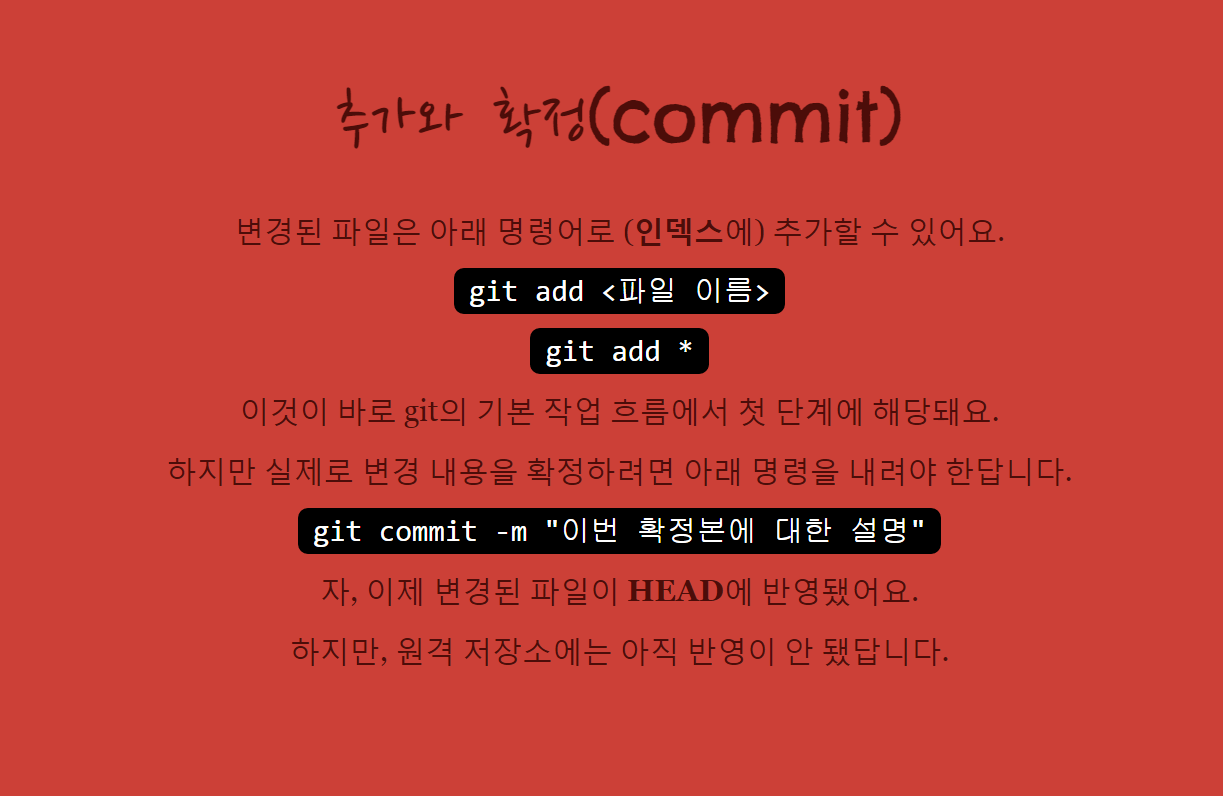 추가와 확정(commit)
변경된 파일은 아래 명령어로 (인덱스에) 추가할 수 있어요.
git add <파일 이름>
git add *
이것이 바로 git의 기본 작업 흐름에서 첫 단계에 해당돼요.
하지만 실제로 변경 내용을 확정하려면 아래 명령을 내려야 한답니다.
git commit -m "이번 확정본에 대한 설명"
자, 이제 변경된 파일이 HEAD에 반영됐어요.
하지만, 원격 저장소에는 아직 반영이 안 됐답니다.